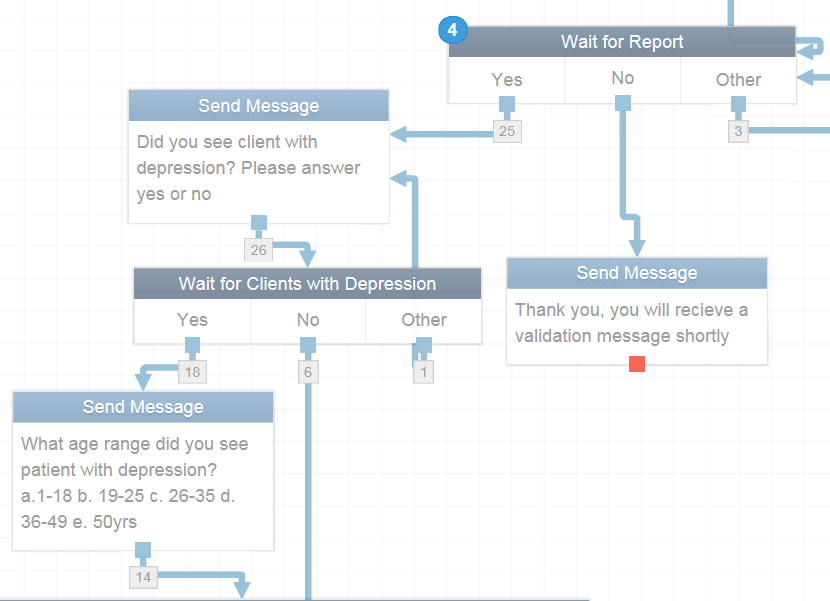 4
Wait for Report
Yes
No
Other
25
3
Send Message
Did you see client with
depression? Please answer
yes or no
26
Wait for Clients with Depression
Yes
No
Other
18
6
1
Send Message
Thank you, you will recieve a
validation message shortly
Send Message
What age range did you see
patient with depression?
a.1-18 b. 19-25 c. 26-35 d.
36-49 e. 50yrs
14